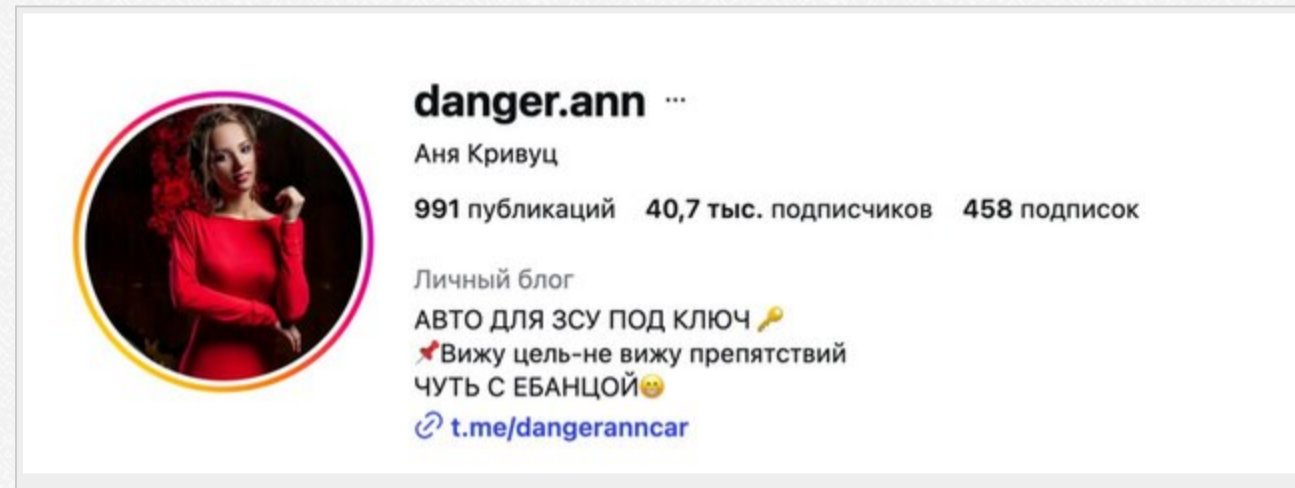 danger.ann ...
Аня Кривуц
991 публикаций 40,7 тыс. подписчиков 458 подписок
Личный блог
АВТО ДЛЯ ЗСУ ПОД КЛЮЧ🔑
📌Вижу цель-не вижу препятствий
ЧУТЬ С ЕБАНЦОЙ😁
t.me/dangeranncar